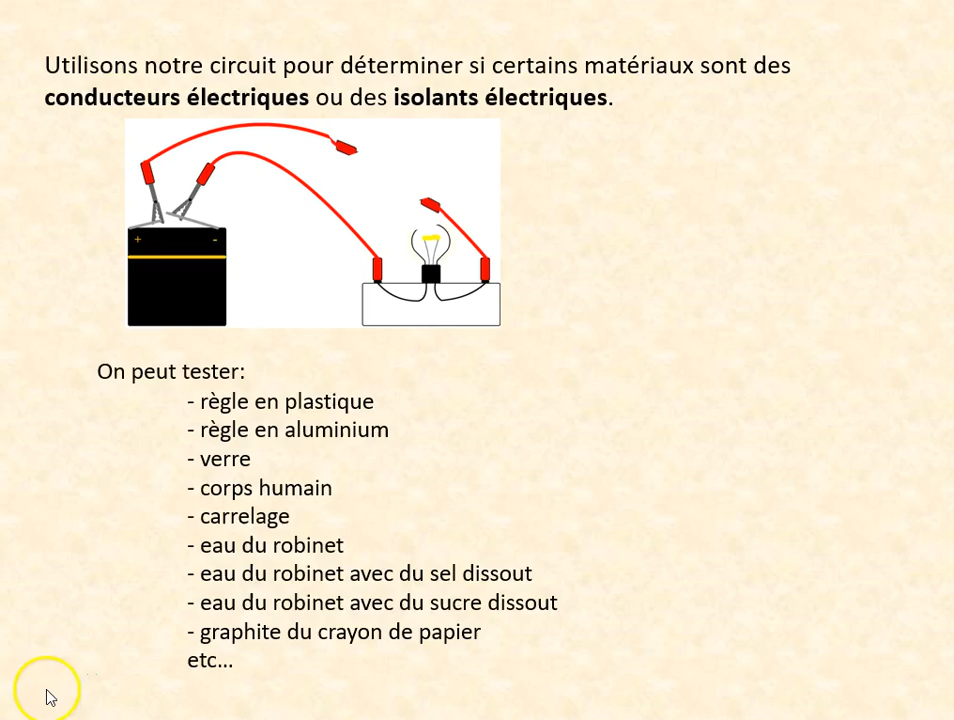 Utilisons notre circuit pour déterminer si certains matériaux sont des
conducteurs électriques ou des isolants électriques.
+ -
On peut tester:
- règle en plastique
- règle en aluminium
- verre
- corps humain
- carrelage
- eau du robinet
- eau du robinet avec du sel dissout
- eau du robinet avec du sucre dissout
- graphite du crayon de papier
etc...